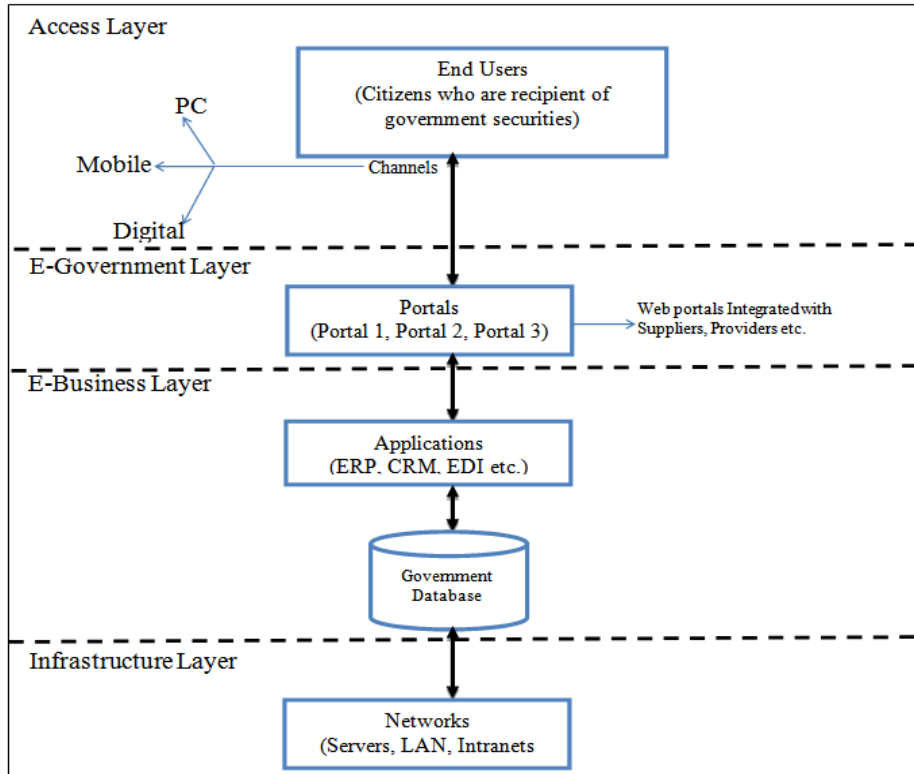 Access Layer
End Users
(Citizens who are recipient of
government securities)
PC
Mobile
Channels
Digital
E-Government Layer
Portals
(Portal 1, Portal 2, Portal 3)
Web portals Integrated with
Suppliers, Providers etc.
E-Business Layer
Applications
(ERP, CRM, EDI etc.)
Government
Database
Infrastructure Layer
Networks
(Servers, LAN, Intranets